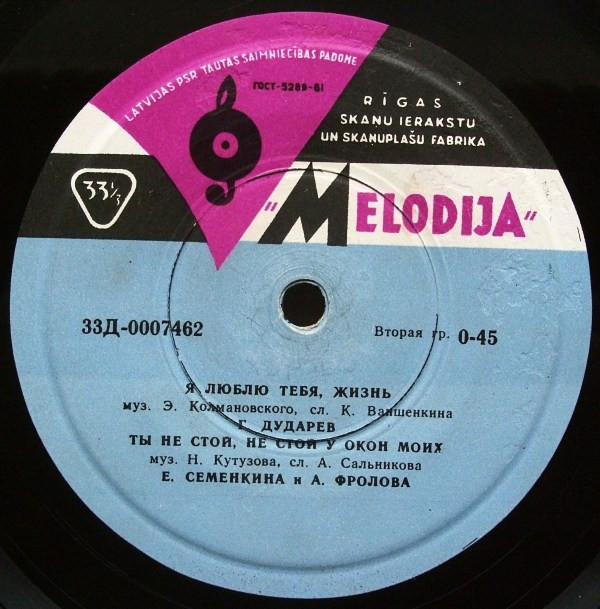 LATVIJAS PSR TAUTAS SAIMNIECĪBAS PADOME
ГОСТ-5289-61
RĪGAS
SKAŅU IERAKSTU
UN SKAŅUPLAŠU FABRIKA
33⅓
"MELODIJA"
33Д-0007462
Вторая гр. 0-45
Я ЛЮБЛЮ ТЕБЯ, ЖИЗНЬ
муз. Э. Колмановского, сл. К. Ваншенкина
Г. ДУДАРЕВ
ТЫ НЕ СТОЙ, НЕ СТОЙ У ОКОН МОИХ
муз. Н. Кутузова, сл. А. Сальникова
Е. СЕМЕНКИНА и А. ФРОЛОВА